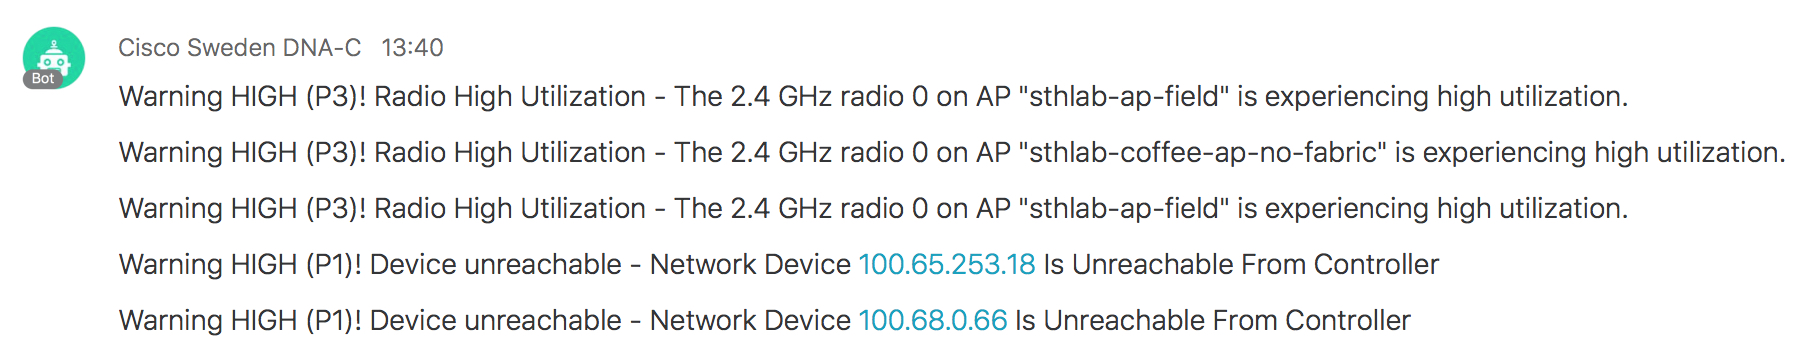 Cisco Sweden DNA-C 13:40
Bot
Warning HIGH (P3)! Radio High Utilization - The 2.4 GHz radio 0 on AP "sthlab-ap-field" is experiencing high utilization.
Warning HIGH (P3)! Radio High Utilization - The 2.4 GHz radio 0 on AP "sthlab-coffee-ap-no-fabric" is experiencing high utilization.
Warning HIGH (P3)! Radio High Utilization - The 2.4 GHz radio 0 on AP "sthlab-ap-field" is experiencing high utilization.
Warning HIGH (P1)! Device unreachable - Network Device 100.65.253.18 Is Unreachable From Controller
Warning HIGH (P1)! Device unreachable - Network Device 100.68.0.66 Is Unreachable From Controller